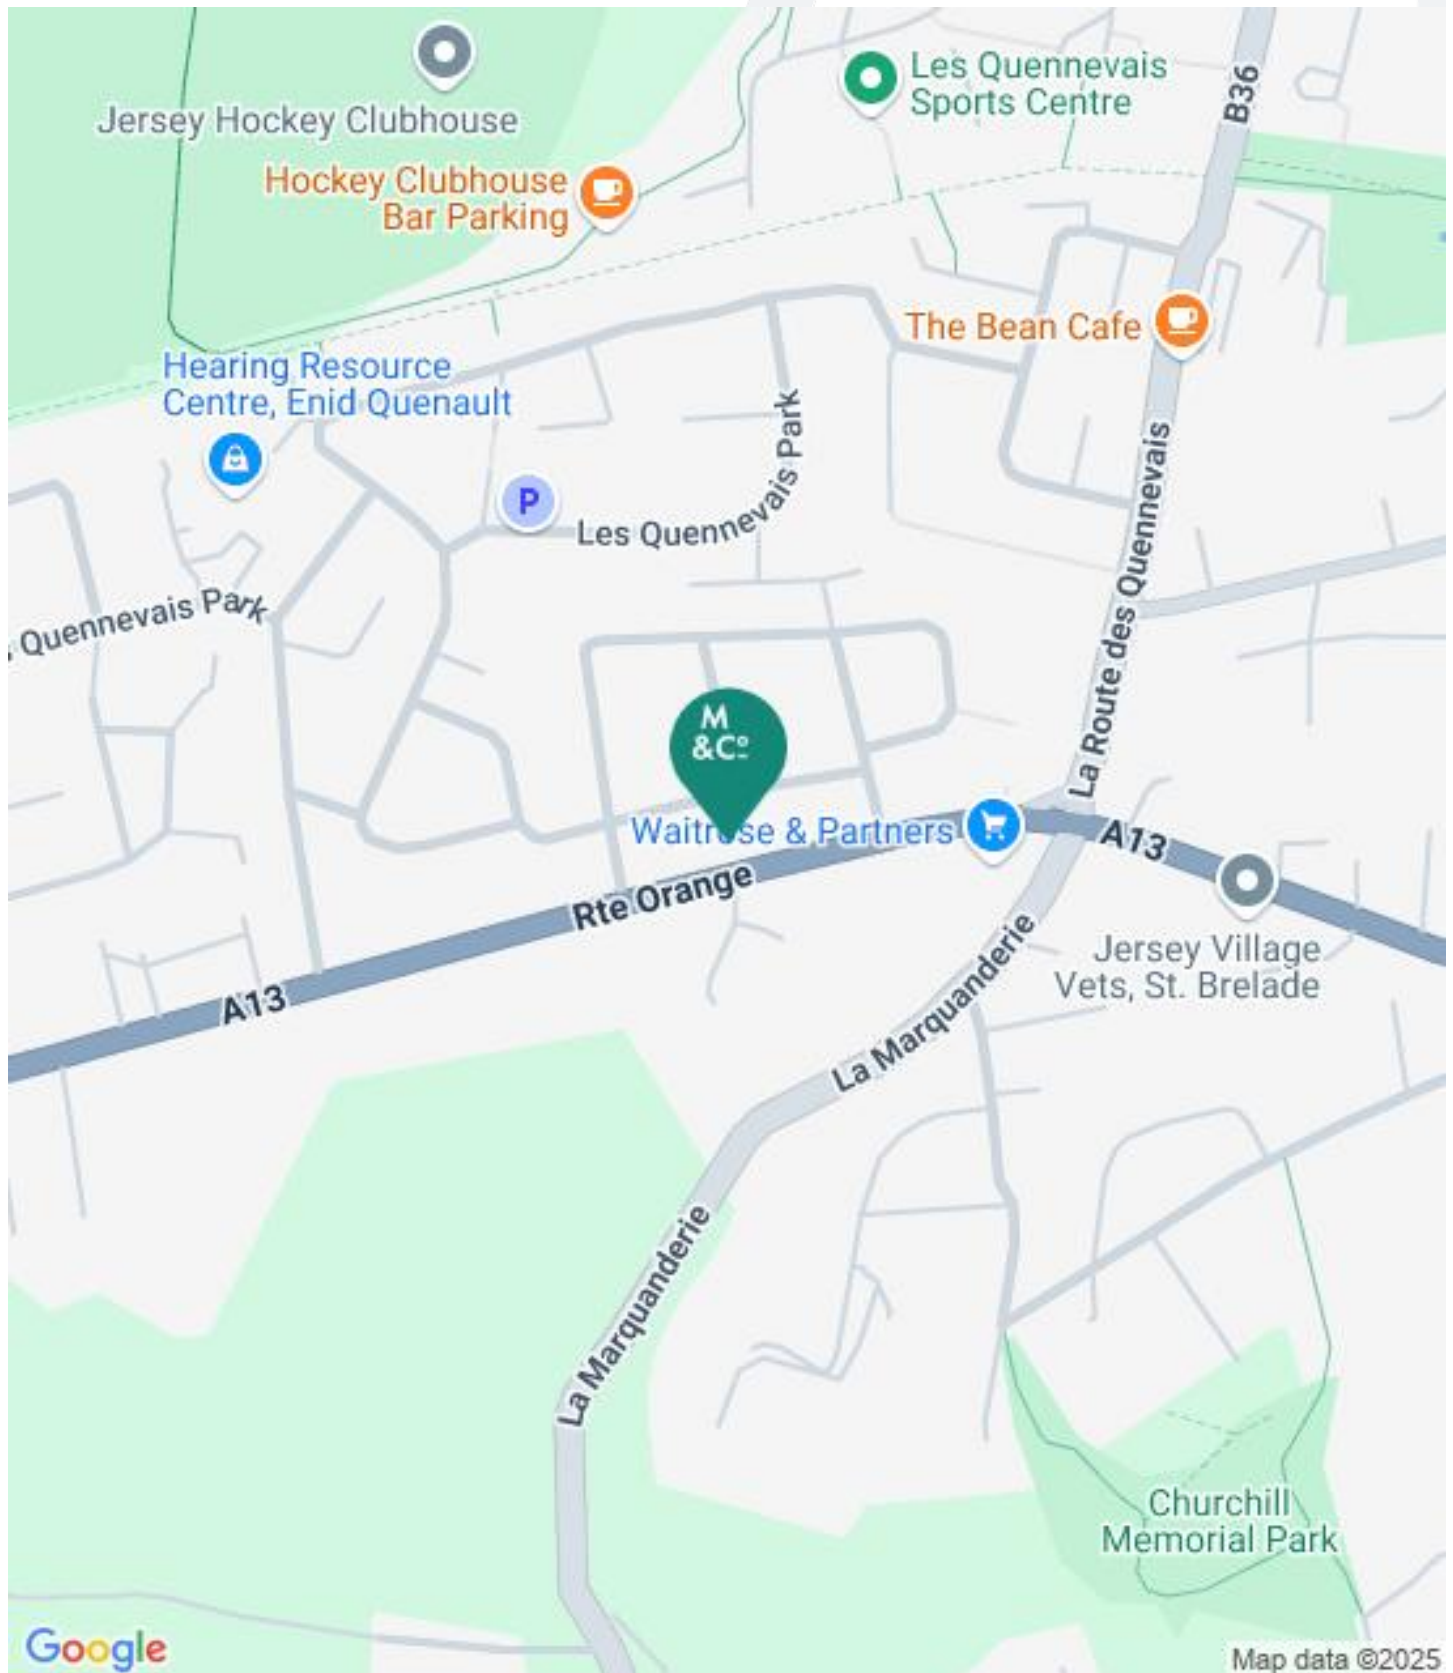 Jersey Hockey Clubhouse
Les Quennevais
Sports Centre
B36
Hockey Clubhouse
Bar Parking
The Bean Cafe
Hearing Resource
Centre, Enid Quenault
P
Les Quennevais Park
La Route des Quennevais
Quennevais Park
M
&Cº
Waitrose & Partners
A13
Rte Orange
A13
Jersey Village
Vets, St. Brelade
La Marquanderie
La Marquanderie
Churchill
Memorial Park
Google
Map data ©2025